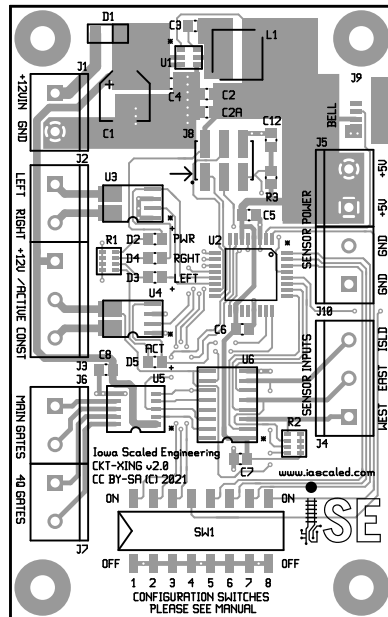 D1
C3
L1
U1
J1
J9
+12VIN
GND
C4
C2
C2A
C1
BELL
C12
J8
J2
J5
LEFT
RIGHT
U3
R3
+5V
+5V
C5
SENSOR POWER
R1
D2
PWR
U2
D4
RGHT
D3
LEFT
GND
GND
+12V / ACTIVE CONST
U4
J10
C6
ACT
D5
U6
ISLD
EAST
WEST
SENSOR INPUTS
J3
C8
J6
U5
MAIN GATES
R2
J4
Iowa Scaled Engineering
CKT-XING v2.0
CC BY-SA (C) 2021
C7
www.iascaled.com
4Q GATES
J7
ON
ON
ISE
SW1
OFF
OFF
1 2 3 4 5 6 7 8
CONFIGURATION SWITCHES
PLEASE SEE MANUAL